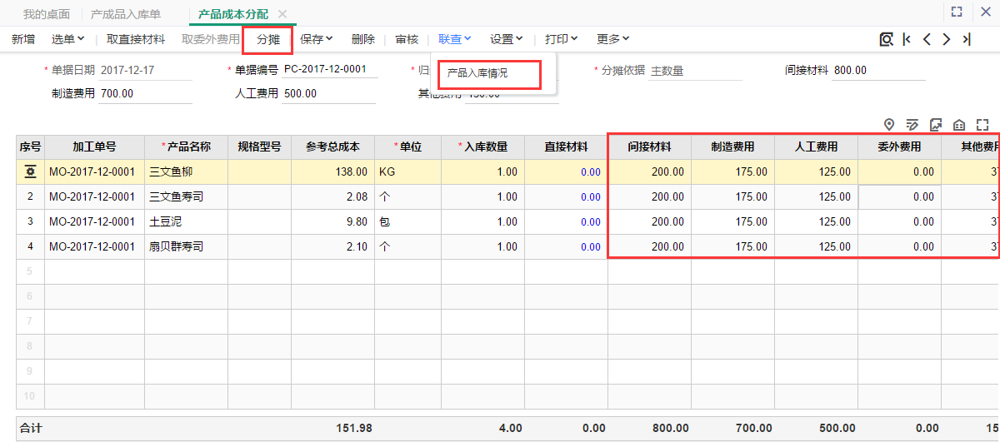 我的桌面 产成品入库单 产品成本分配
新增 选单 取直接材料 取委外费用 分摊 保存 删除 审核 联查 设置 打印 更多
* 单据日期 2017-12-17 * 单据编号 PC-2017-12-0001 * 归 产品入库情况 * 分摊依据 主数量 间接材料 800.00
制造费用 700.00 人工费用 500.00
序号 加工单号 *产品名称 规格型号 参考总成本 *单位 *入库数量 直接材料 间接材料 制造费用 人工费用 委外费用 其他费用
MO-2017-12-0001 三文鱼柳 138.00 KG 1.00 0.00 200.00 175.00 125.00 0.00 37
2 MO-2017-12-0001 三文鱼寿司 2.08 个 1.00 0.00 200.00 175.00 125.00 0.00 37
3 MO-2017-12-0001 土豆泥 9.80 包 1.00 0.00 200.00 175.00 125.00 0.00 37
4 MO-2017-12-0001 扇贝群寿司 2.10 个 1.00 0.00 200.00 175.00 125.00 0.00 37
5
6
7
8
9
10
合计 151.98 4.00 0.00 800.00 700.00 500.00 0.00 15